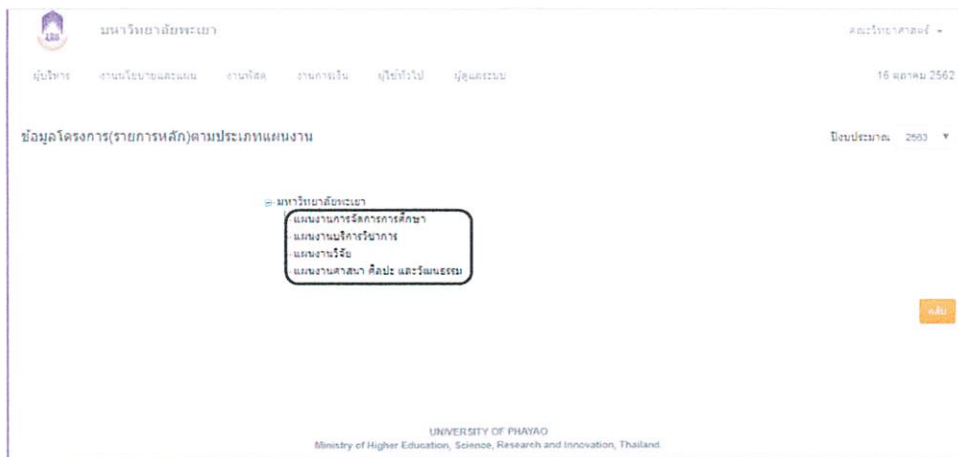 มหาวิทยาลัยพะเยา
คณะวิทยาศาสตร์
ผู้บริหาร งานนโยบายและแผน งานพัสดุ งานการเงิน ผู้ใช้ทั่วไป ผู้ดูแลระบบ
16 ตุลาคม 2562
ข้อมูลโครงการ(รายการหลัก)ตามประเภทแผนงาน
ปีงบประมาณ 2563
มหาวิทยาลัยพะเยา
แผนงานการจัดการการศึกษา
แผนงานบริการวิชาการ
แผนงานวิจัย
แผนงานศาสนา ศิลปะ และวัฒนธรรม
กลับ
UNIVERSITY OF PHAYAO
Ministry of Higher Education, Science, Research and Innovation, Thailand.